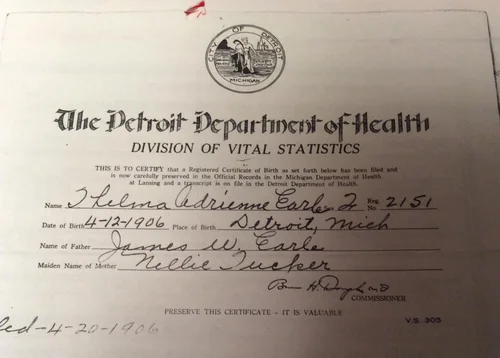 CITY OF DETROIT
MICHIGAN
The Detroit Department of Health
DIVISION OF VITAL STATISTICS
THIS IS TO CERTIFY that a Registered Certificate of Birth as set forth below has been filed and
is now carefully preserved in the Official Records in the Michigan Department of Health
at Lansing and a transcript is on file in the Detroit Department of Health.
Name Thelma Adrienne Earle Reg. No. 2151
Date of Birth 4-12-1906 Place of Birth Detroit, Mich
Name of Father James W. Earle
Maiden Name of Mother Nellie Tucker
COMMISSIONER
PRESERVE THIS CERTIFICATE - IT IS VALUABLE
V.S. 305
4-20-1906